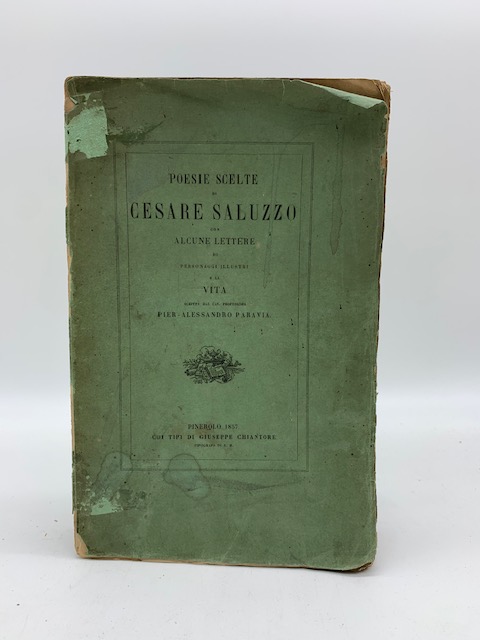 POESIE SCELTE
DI
CESARE SALUZZO
CON
ALCUNE LETTERE
DI
PERSONAGGI ILLUSTRI
E LA
VITA
SCRITTA DAL CAV. PROFESSORE
PIER-ALESSANDRO PARAVIA
PINEROLO 1857
COI TIPI DI GIUSEPPE CHIANTORE